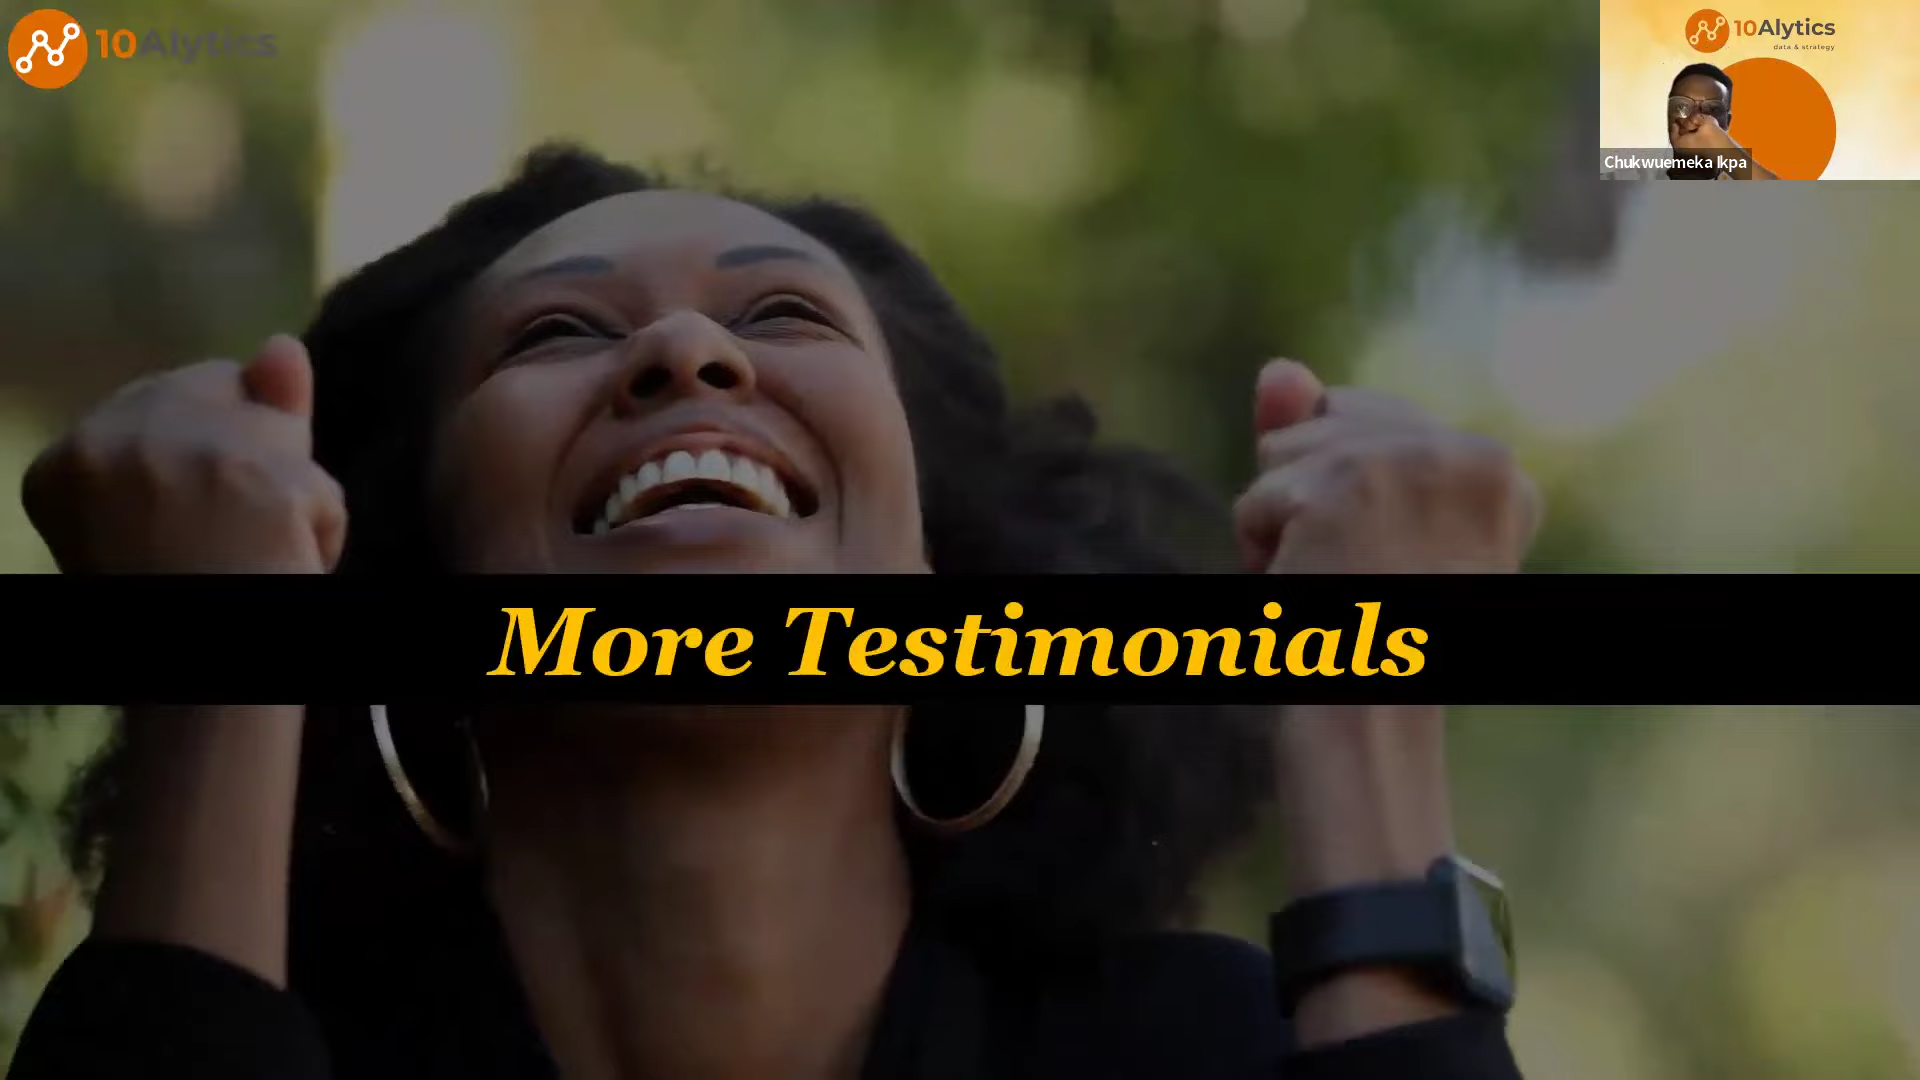 10Alytics
10Alytics
data & strategy
Chukwuemeka Ikpa
More Testimonials